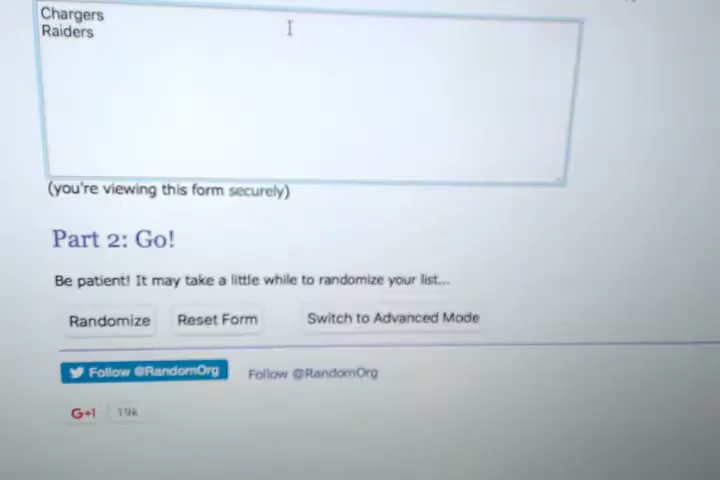 Chargers
Raiders
(you're viewing this form securely)
Part 2: Go!
Be patient! It may take a little while to randomize your list...
Randomize Reset Form Switch to Advanced Mode
Follow @RandomOrg Follow @RandomOrg
G+1 19k